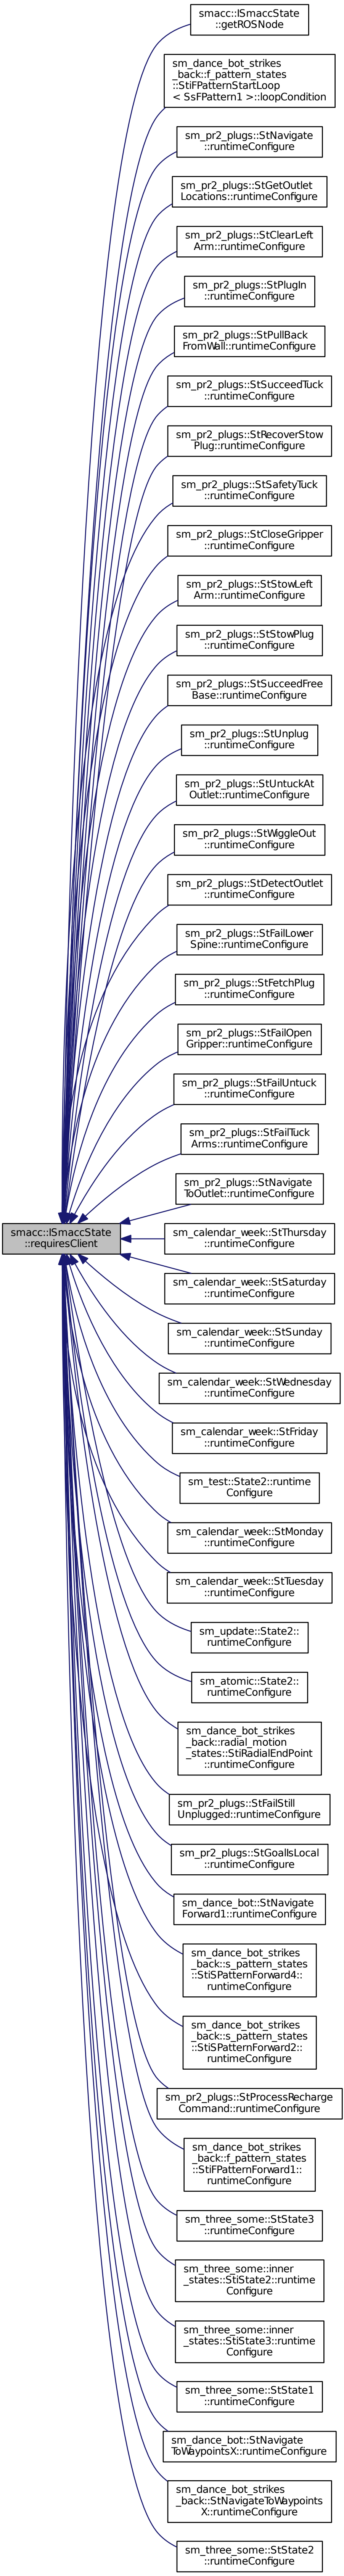 smacc::ISmaccState
::getROSNode
sm_dance_bot_strikes
_back::f_pattern_states
::StiFPatternStartLoop
< SsFPattern1 >::loopCondition
sm_pr2_plugs::StNavigate
::runtimeConfigure
sm_pr2_plugs::StGetOutlet
Locations::runtimeConfigure
sm_pr2_plugs::StClearLeft
Arm::runtimeConfigure
sm_pr2_plugs::StPlugIn
::runtimeConfigure
sm_pr2_plugs::StPullBack
FromWall::runtimeConfigure
sm_pr2_plugs::StSucceedTuck
::runtimeConfigure
sm_pr2_plugs::StRecoverStow
Plug::runtimeConfigure
sm_pr2_plugs::StSafetyTuck
::runtimeConfigure
sm_pr2_plugs::StCloseGripper
::runtimeConfigure
sm_pr2_plugs::StStowLeft
Arm::runtimeConfigure
sm_pr2_plugs::StStowPlug
::runtimeConfigure
sm_pr2_plugs::StSucceedFree
Base::runtimeConfigure
sm_pr2_plugs::StUnplug
::runtimeConfigure
sm_pr2_plugs::StUntuckAt
Outlet::runtimeConfigure
sm_pr2_plugs::StWiggleOut
::runtimeConfigure
sm_pr2_plugs::StDetectOutlet
::runtimeConfigure
sm_pr2_plugs::StFailLower
Spine::runtimeConfigure
sm_pr2_plugs::StFetchPlug
::runtimeConfigure
sm_pr2_plugs::StFailOpen
Gripper::runtimeConfigure
sm_pr2_plugs::StFailUntuck
::runtimeConfigure
sm_pr2_plugs::StFailTuck
Arms::runtimeConfigure
sm_pr2_plugs::StNavigate
ToOutlet::runtimeConfigure
smacc::ISmaccState
::requiresClient
sm_calendar_week::StThursday
::runtimeConfigure
sm_calendar_week::StSaturday
::runtimeConfigure
sm_calendar_week::StSunday
::runtimeConfigure
sm_calendar_week::StWednesday
::runtimeConfigure
sm_calendar_week::StFriday
::runtimeConfigure
sm_test::State2::runtime
Configure
sm_calendar_week::StMonday
::runtimeConfigure
sm_calendar_week::StTuesday
::runtimeConfigure
sm_update::State2::
runtimeConfigure
sm_atomic::State2::
runtimeConfigure
sm_dance_bot_strikes
_back::radial_motion
_states::StiRadialEndPoint
::runtimeConfigure
sm_pr2_plugs::StFailStill
Unplugged::runtimeConfigure
sm_pr2_plugs::StGoalIsLocal
::runtimeConfigure
sm_dance_bot::StNavigate
Forward1::runtimeConfigure
sm_dance_bot_strikes
_back::s_pattern_states
::StiSPatternForward4::
runtimeConfigure
sm_dance_bot_strikes
_back::s_pattern_states
::StiSPatternForward2::
runtimeConfigure
sm_pr2_plugs::StProcessRecharge
Command::runtimeConfigure
sm_dance_bot_strikes
_back::f_pattern_states
::StiFPatternForward1::
runtimeConfigure
sm_three_some::StState3
::runtimeConfigure
sm_three_some::inner
_states::StiState2::runtime
Configure
sm_three_some::inner
_states::StiState3::runtime
Configure
sm_three_some::StState1
::runtimeConfigure
sm_dance_bot::StNavigate
ToWaypointsX::runtimeConfigure
sm_dance_bot_strikes
_back::StNavigateToWaypoints
X::runtimeConfigure
sm_three_some::StState2
::runtimeConfigure